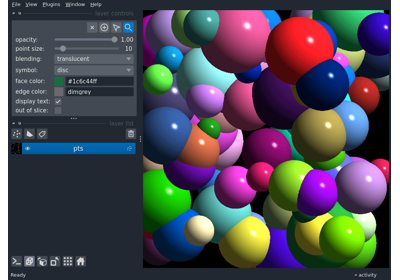 File View Plugins Window Help
layer controls
opacity: 1.00
point size: 10
blending: translucent
symbol: disc
face color: #1c6c44ff
edge color: dimgrey
display text:
out of slice:
layer list
pts
Ready
activity